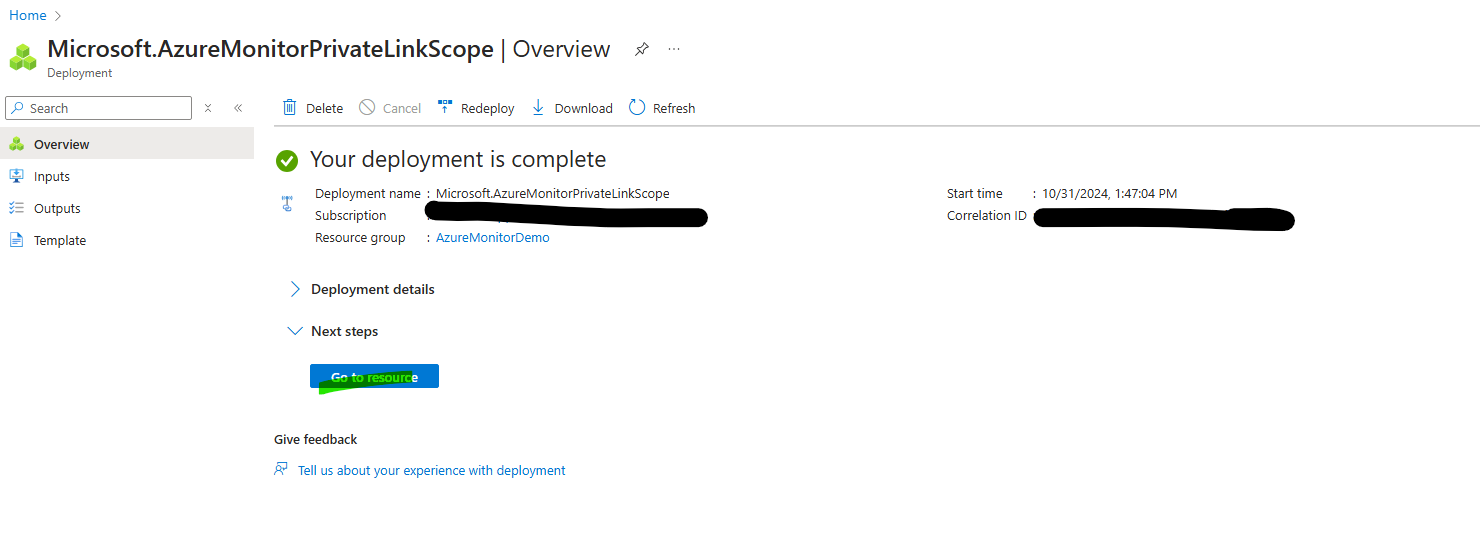 Home
Microsoft.AzureMonitorPrivateLinkScope | Overview
Deployment
Search
Delete Cancel Redeploy Download Refresh
Overview
Inputs
Outputs
Template
Your deployment is complete
Deployment name : Microsoft.AzureMonitorPrivateLinkScope
Subscription :
Resource group : AzureMonitorDemo
Start time : 10/31/2024, 1:47:04 PM
Correlation ID :
Deployment details
Next steps
Go to resource
Give feedback
Tell us about your experience with deployment